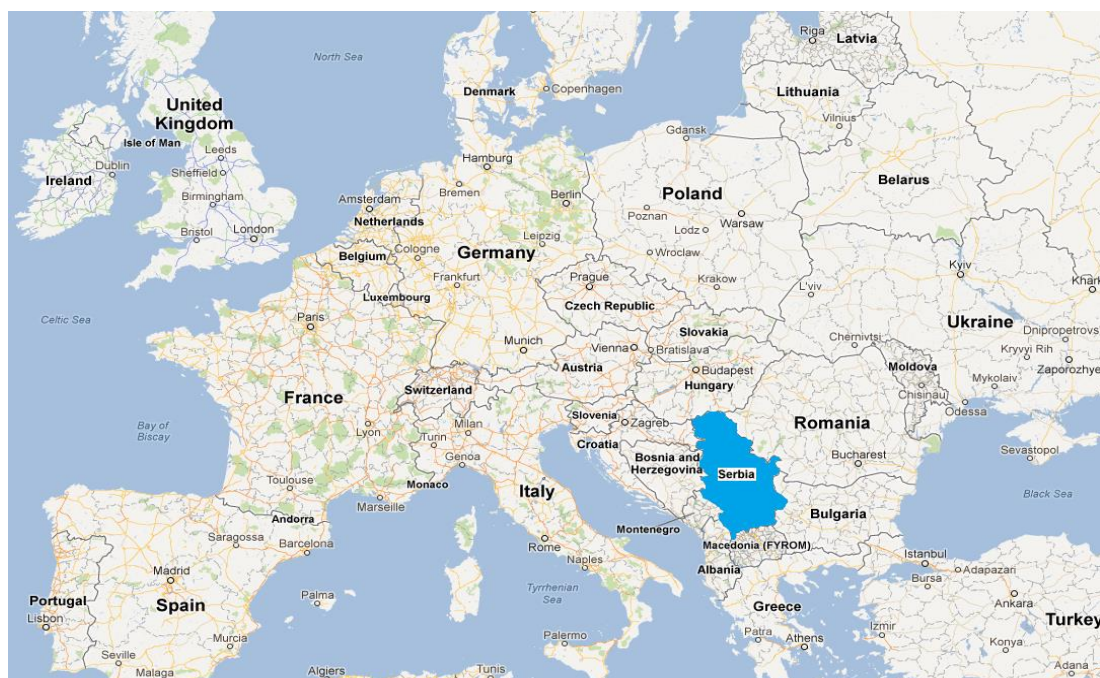 Riga
Latvia
North Sea
Denmark
Copenhagen
Lithuania
Vilnius
United
Kingdom
Isle of Man
Leeds
Dublin
Sheffield
Ireland
Birmingham
Bristol
London
Gdansk
Hamburg
Bremen
Berlin
Amsterdam
Netherlands
Poland
Poznan
Warsaw
Lodz
Belarus
Belgium
Cologne
Leipzig
Germany
Wroclaw
Frankfurt
Luxembourg
Prague
Czech Republic
Krakow
L'viv
Kyiv
Khark
Celtic Sea
Paris
Munich
Vienna
Slovakia
Bratislava
Austria
Budapest
Hungary
Chernivtsi
Ukraine
Dnipropetrovs
Kryvyi Rih
Zaporozhye
Moldova
Chisinau
Mykolaiv
Odessa
France
Switzerland
Bay of
Biscay
Lyon
Milan
Turin
Genoa
Slovenia
Zagreb
Croatia
Bosnia and
Herzegovina
Serbia
Romania
Bucharest
Sevastopol
Black Sea
Toulouse
Monaco
Marseille
Italy
Andorra
Montenegro
Bulgaria
Macedonia (FYROM)
Albania
Saragossa
Barcelona
Rome
Naples
Istanbul
Adapazari
Bursa
Ankara
Madrid
Palma
Tyrrhenian
Sea
Portugal
Lisbon
Spain
Greece
Turkey
Murcia
Seville
Malaga
Palermo
Patra
Athens
Izmir
Konya
Adana
Algiers
Tunis